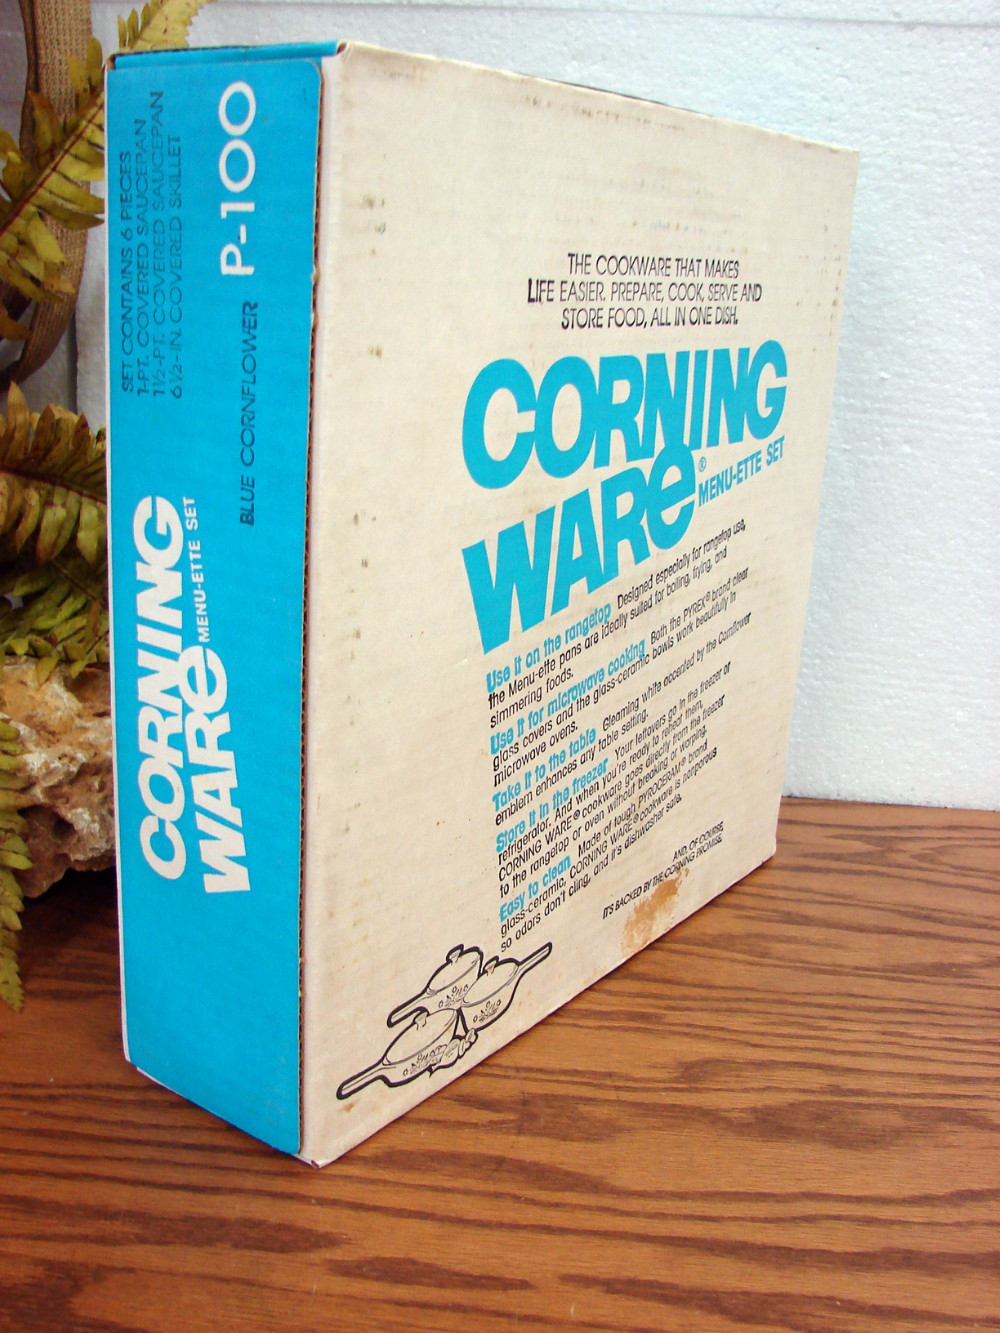 SET CONTAINS 6 PIECES
1-PT. COVERED SAUCEPAN
1½-PT. COVERED SAUCEPAN
6½-IN. COVERED SKILLET
BLUE CORNFLOWER P-100
CORNING
WARe MENU-ETTE SET
THE COOKWARE THAT MAKES
LIFE EASIER. PREPARE, COOK, SERVE AND
STORE FOOD, ALL IN ONE DISH.
CORNING
WARe® MENU-ETTE SET
Use it on the rangetop Designed especially for rangetop use,
the Menu-ette pans are ideally suited for boiling, frying, and
simmering foods.
Use it for microwave cooking Both the PYREX® brand clear
glass covers and the glass-ceramic bowls work beautifully in
microwave ovens.
Take it to the table Gleaming white accented by the Cornflower
emblem enhances any table setting.
Store it in the freezer Your leftovers go in the freezer or
refrigerator. And when you're ready to reheat them,
CORNING WARE® cookware goes directly from the freezer
to the rangetop or oven without breaking or warping.
Easy to clean Made of tough PYROCERAM® brand
glass-ceramic, CORNING WARE® cookware is nonporous
so odors don't cling, and it's dishwasher safe.
AND, OF COURSE,
IT'S BACKED BY THE CORNING PROMISE.